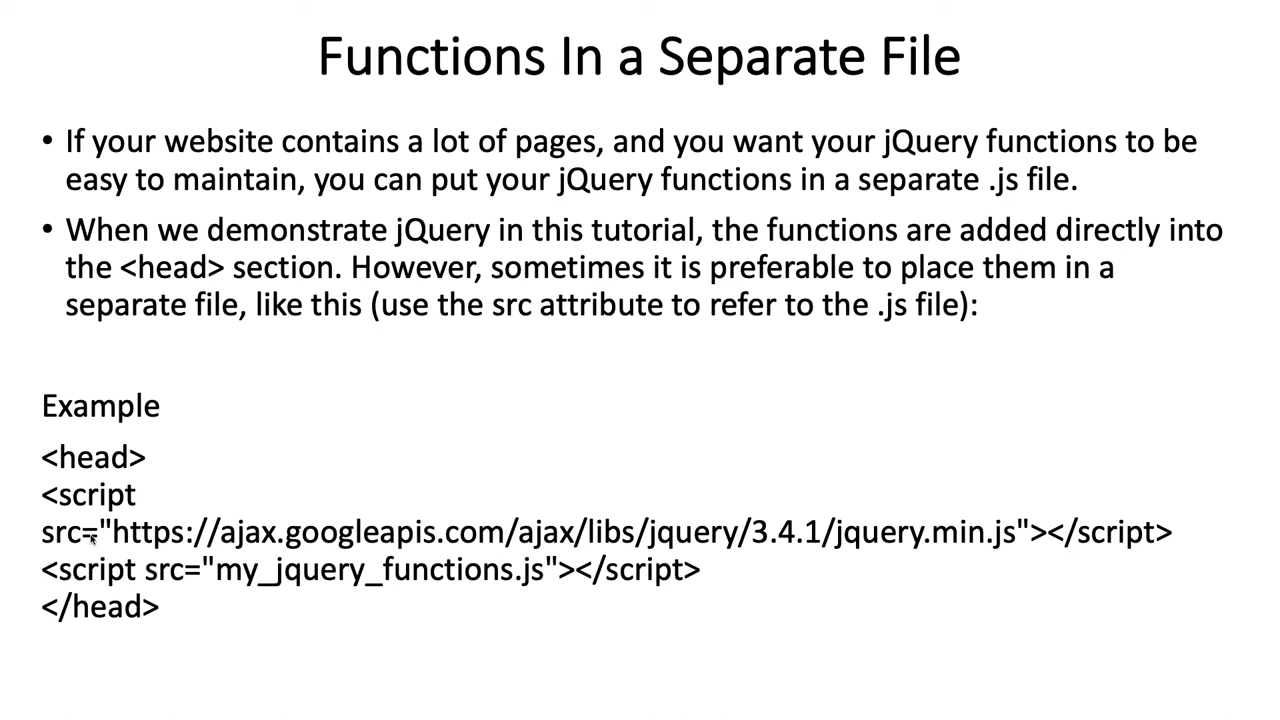 Functions In a Separate File
• If your website contains a lot of pages, and you want your jQuery functions to be
easy to maintain, you can put your jQuery functions in a separate .js file.
• When we demonstrate jQuery in this tutorial, the functions are added directly into
the <head> section. However, sometimes it is preferable to place them in a
separate file, like this (use the src attribute to refer to the .js file):
Example
<head>
<script
src="https://ajax.googleapis.com/ajax/libs/jquery/3.4.1/jquery.min.js"></script>
<script src="my_jquery_functions.js"></script>
</head>